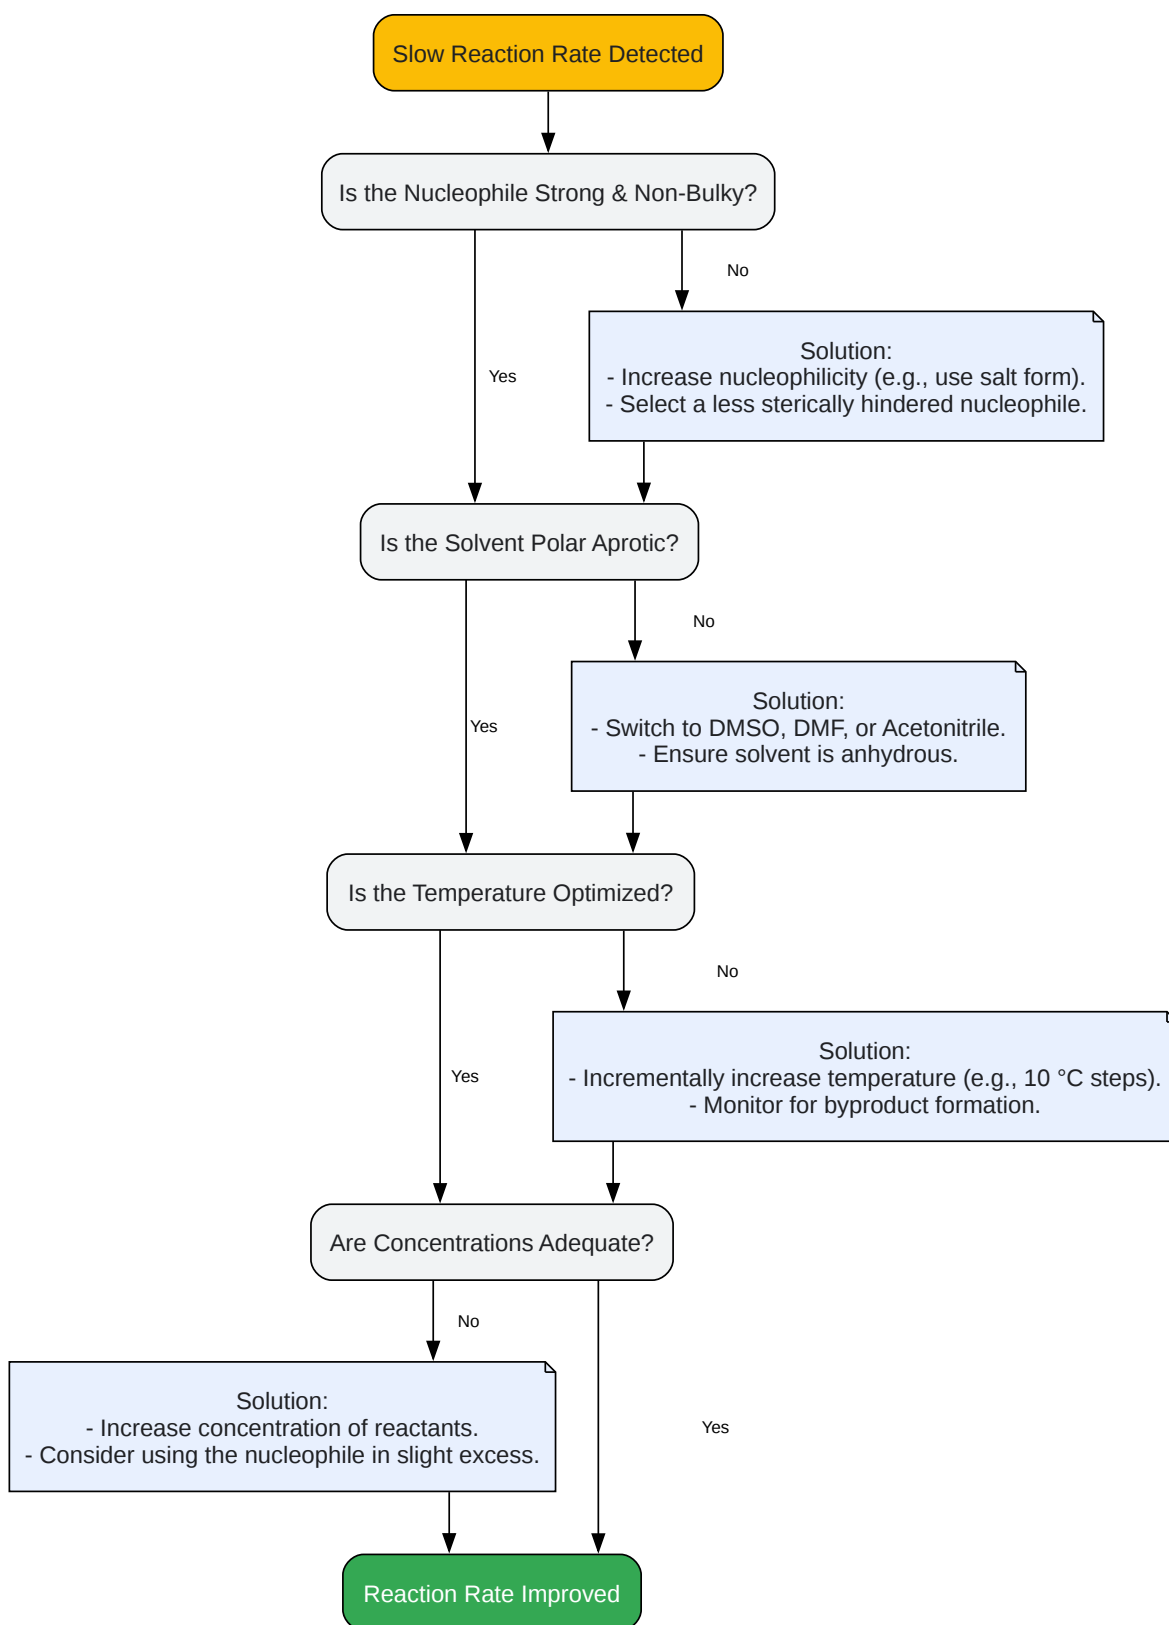 Slow Reaction Rate Detected
Is the Nucleophile Strong & Non-Bulky?
No
Solution:
- Increase nucleophilicity (e.g., use salt form).
- Select a less sterically hindered nucleophile.
Yes
Is the Solvent Polar Aprotic?
No
Solution:
- Switch to DMSO, DMF, or Acetonitrile.
- Ensure solvent is anhydrous.
Yes
Is the Temperature Optimized?
No
Solution:
- Incrementally increase temperature (e.g., 10 °C steps).
- Monitor for byproduct formation.
Yes
Are Concentrations Adequate?
No
Solution:
- Increase concentration of reactants.
- Consider using the nucleophile in slight excess.
Yes
Reaction Rate Improved